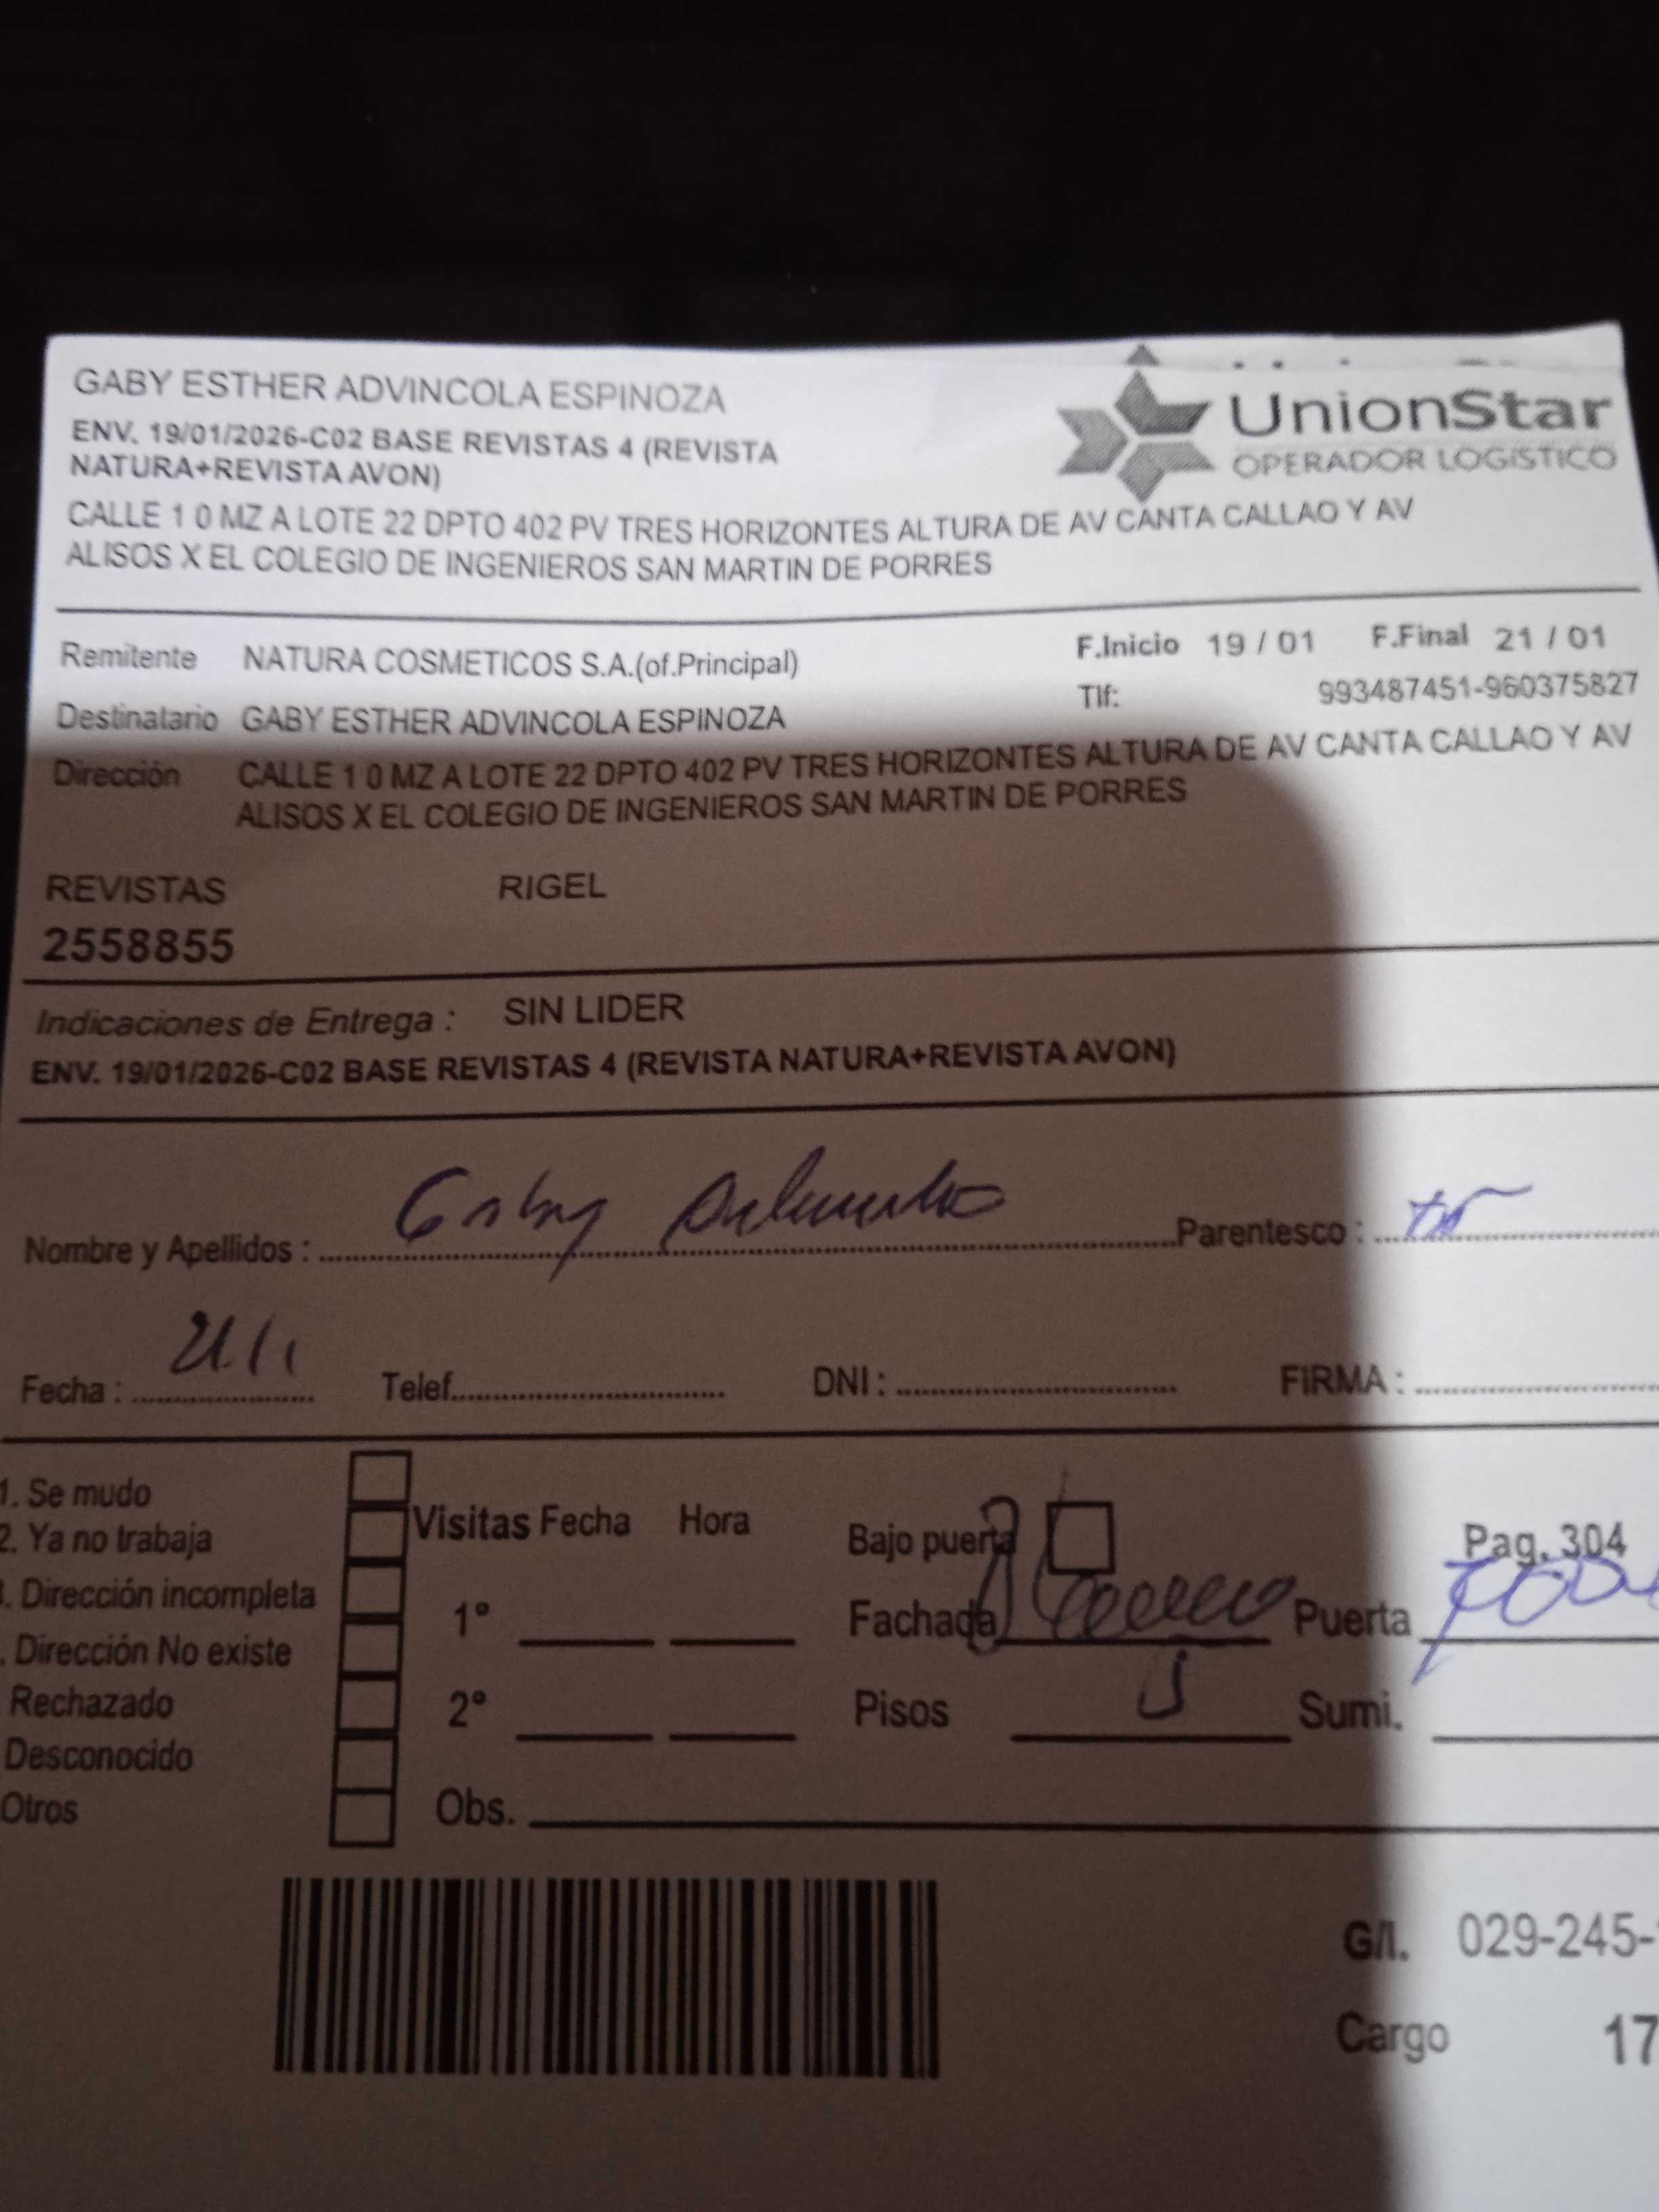 GABY ESTHER ADVINCOLA ESPINOZA
ENV. 19/01/2026-C02 BASE REVISTAS 4 (REVISTA
NATURA+REVISTA AVON)
UnionStar
OPERADOR LOGÍSTICO
CALLE 1 0 MZ A LOTE 22 DPTO 402 PV TRES HORIZONTES ALTURA DE AV CANTA CALLAO Y AV
ALISOS X EL COLEGIO DE INGENIEROS SAN MARTIN DE PORRES
Remitente NATURA COSMETICOS S.A.(of.Principal)
F.Inicio 19 / 01 F.Final 21 / 01
Tlf: 993487451-960375827
Destinatario GABY ESTHER ADVINCOLA ESPINOZA
Dirección CALLE 1 0 MZ A LOTE 22 DPTO 402 PV TRES HORIZONTES ALTURA DE AV CANTA CALLAO Y AV
ALISOS X EL COLEGIO DE INGENIEROS SAN MARTIN DE PORRES
REVISTAS RIGEL
2558855
Indicaciones de Entrega : SIN LIDER
ENV. 19/01/2026-C02 BASE REVISTAS 4 (REVISTA NATURA+REVISTA AVON)
Nombre y Apellidos : Gaby Parentesco :
Fecha : 21/1 Telef. DNI : FIRMA :
1. Se mudo
2. Ya no trabaja
. Dirección incompleta
. Dirección No existe
Rechazado
Desconocido
Otros
Visitas Fecha Hora
1°
2°
Obs.
Bajo puerta Pag. 304
Fachada Puerta
Pisos Sumi.
G/l. 029-245-
Cargo 17